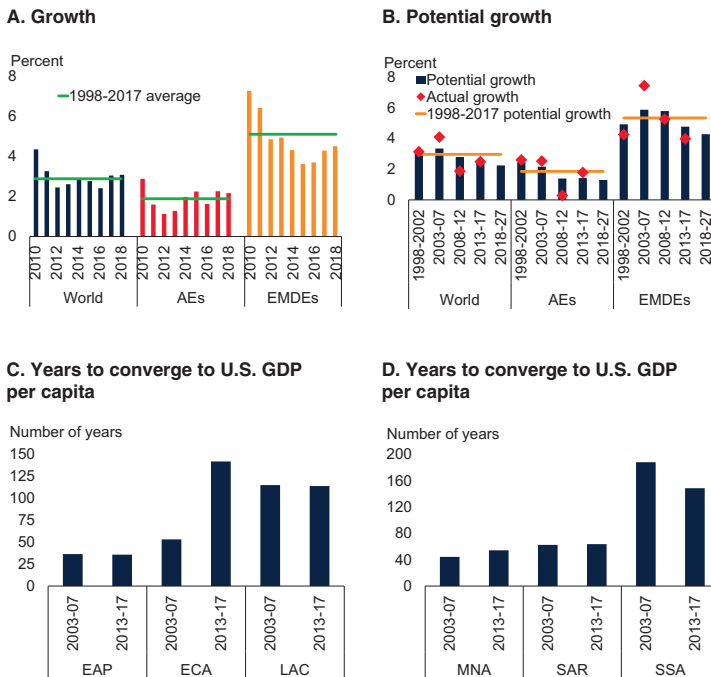 A. Growth
Percent
8
6
4
2
0
1998-2017 average
2010
2012
2014
2016
2018
2010
2012
2014
2016
2018
2010
2012
2014
2016
2018
World
AEs
EMDEs
B. Potential growth
Percent
8
6
4
2
0
Potential growth
Actual growth
1998-2017 potential growth
1998-2002
2003-07
2008-12
2013-17
2018-27
1998-2002
2003-07
2008-12
2013-17
2018-27
1998-2002
2003-07
2008-12
2013-17
2018-27
World
AEs
EMDEs
C. Years to converge to U.S. GDP
per capita
Number of years
150
125
100
75
50
25
0
2003-07
2013-17
2003-07
2013-17
2003-07
2013-17
EAP
ECA
LAC
D. Years to converge to U.S. GDP
per capita
Number of years
200
160
120
80
40
0
2003-07
2013-17
2003-07
2013-17
2003-07
2013-17
MNA
SAR
SSA